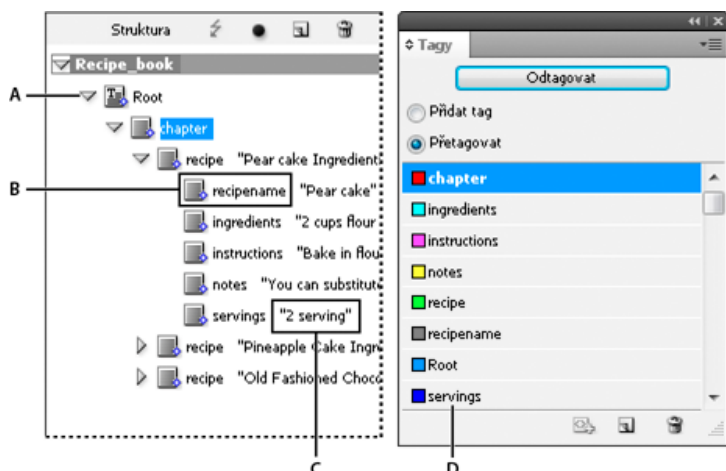 Struktura
Recipe_book
A
Root
chapter
recipe "Pear cake Ingredient
B
recipename "Pear cake"
ingredients "2 cups flour
instructions "Bake in flou
notes "You can substitute
servings "2 serving"
recipe "Pineapple Cake Ingr
recipe "Old Fashioned Choco
C
Tagy
Odtagovat
Přidat tag
Přetagovat
chapter
ingredients
instructions
notes
recipe
recipename
Root
servings
D